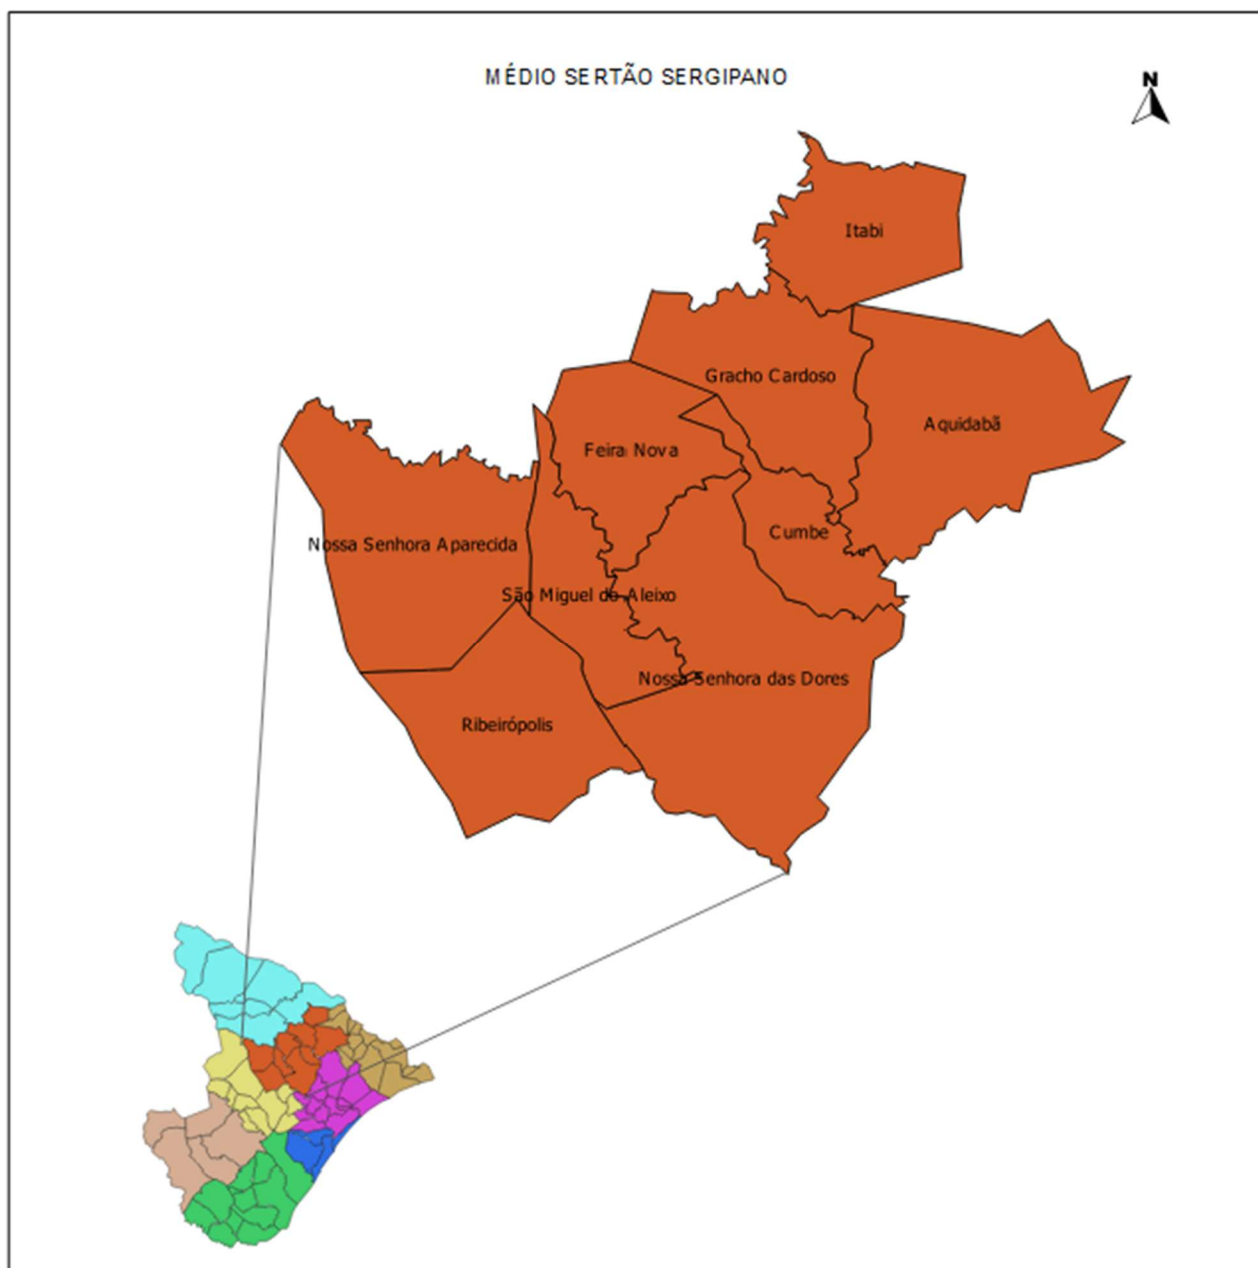 MÉDIO SERTÃO SERGIPANO
N
Itabi
Gracho Cardoso
Aquidabã
Feira Nova
Cumbe
Nossa Senhora Aparecida
São Miguel do Aleixo
Nossa Senhora das Dores
Ribeirópolis